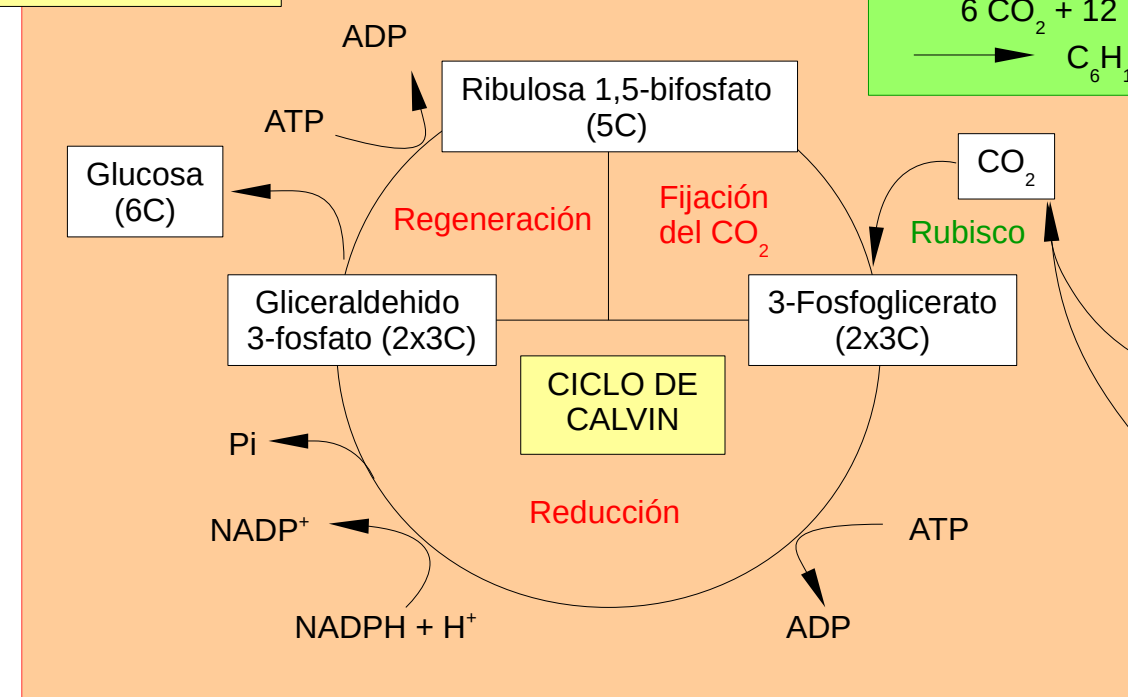 6 CO₂ + 12
C₆H₁
ADP
Ribulosa 1,5-bifosfato
(5C)
ATP
Glucosa
(6C)
CO₂
Regeneración
Fijación
del CO₂
Rubisco
Gliceraldehido
3-fosfato (2x3C)
3-Fosfoglicerato
(2x3C)
CICLO DE
CALVIN
Pi
Reducción
NADP⁺
ATP
NADPH + H⁺
ADP